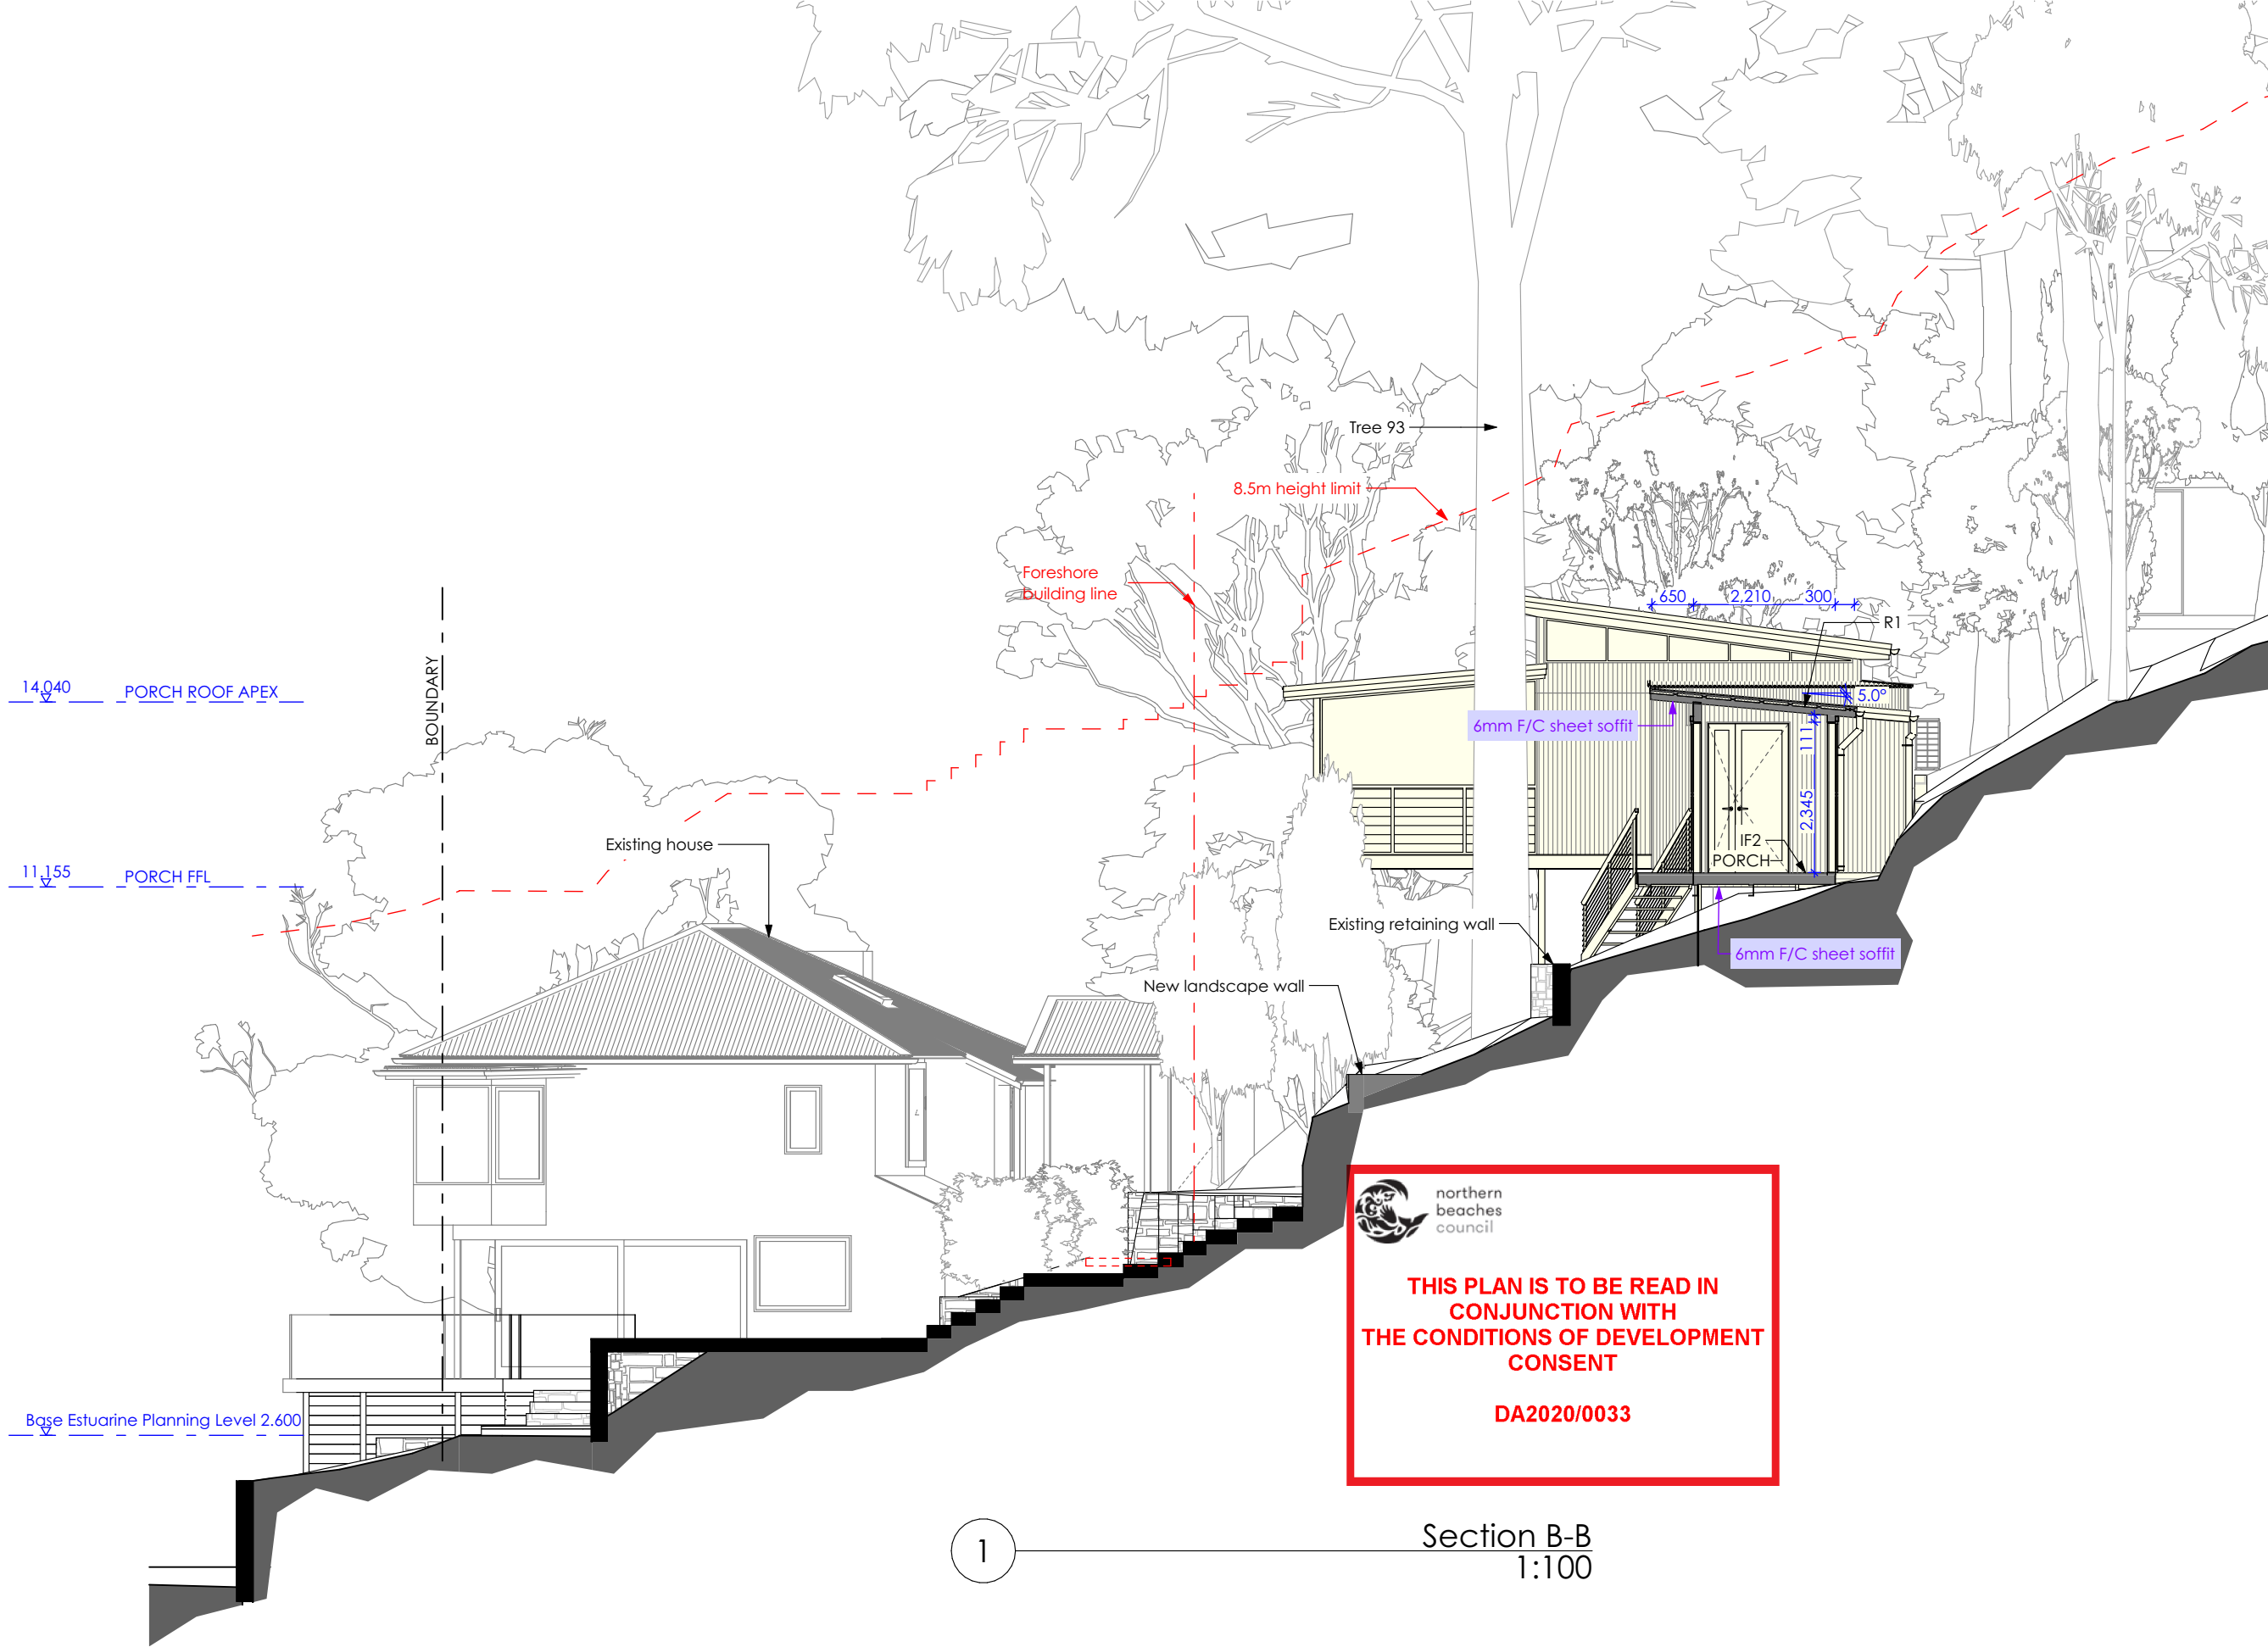 Tree 93
8.5m height limit
Foreshore
building line
650
2,210
300
R1
14.040
PORCH ROOF APEX
BOUNDARY
5.0°
6mm F/C sheet soffit
111
2,345
Existing house
IF2
PORCH
11.155
PORCH FFL
Existing retaining wall
6mm F/C sheet soffit
New landscape wall
northern
beaches
council
THIS PLAN IS TO BE READ IN
CONJUNCTION WITH
THE CONDITIONS OF DEVELOPMENT
CONSENT
DA2020/0033
Base Estuarine Planning Level 2.600
1
Section B-B
1:100